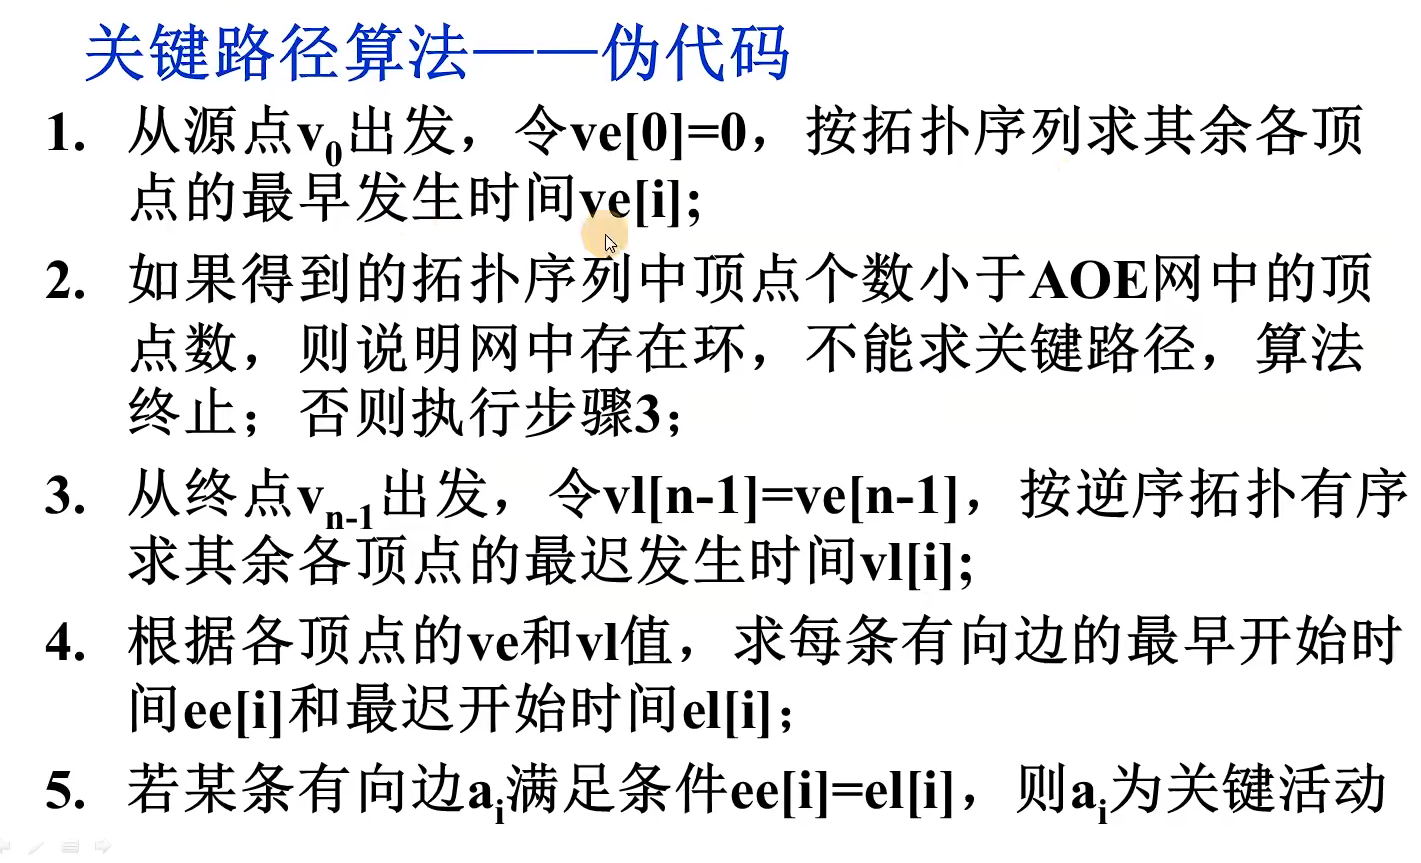 关键路径算法——伪代码
1. 从源点v0出发，令ve[0]=0，按拓扑序列求其余各顶
点的最早发生时间ve[i];
2. 如果得到的拓扑序列中顶点个数小于AOE网中的顶
点数，则说明网中存在环，不能求关键路径，算法
终止；否则执行步骤3；
3. 从终点vn-1出发，令vl[n-1]=ve[n-1]，按逆序拓扑有序
求其余各顶点的最迟发生时间vl[i];
4. 根据各顶点的ve和vl值，求每条有向边的最早开始时
间ee[i]和最迟开始时间el[i]；
5. 若某条有向边ai满足条件ee[i]=el[i]，则ai为关键活动